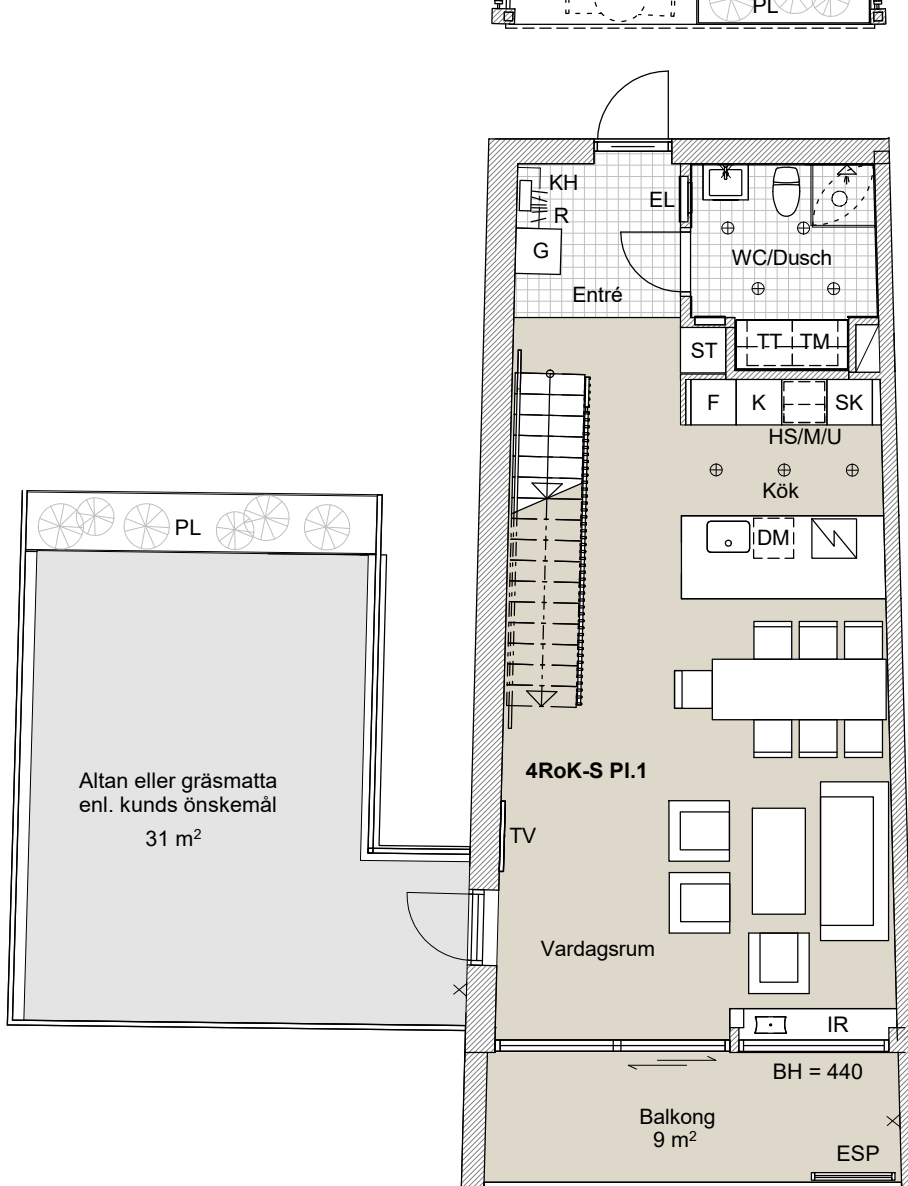 PL
KH
R
EL
G
WC/Dusch
Entré
ST
TT
TM
F
K
SK
HS/M/U
Kök
PL
DM
4RoK-S Pl.1
Altan eller gräsmatta
enl. kunds önskemål
31 m²
TV
Vardagsrum
IR
BH = 440
Balkong
9 m²
ESP